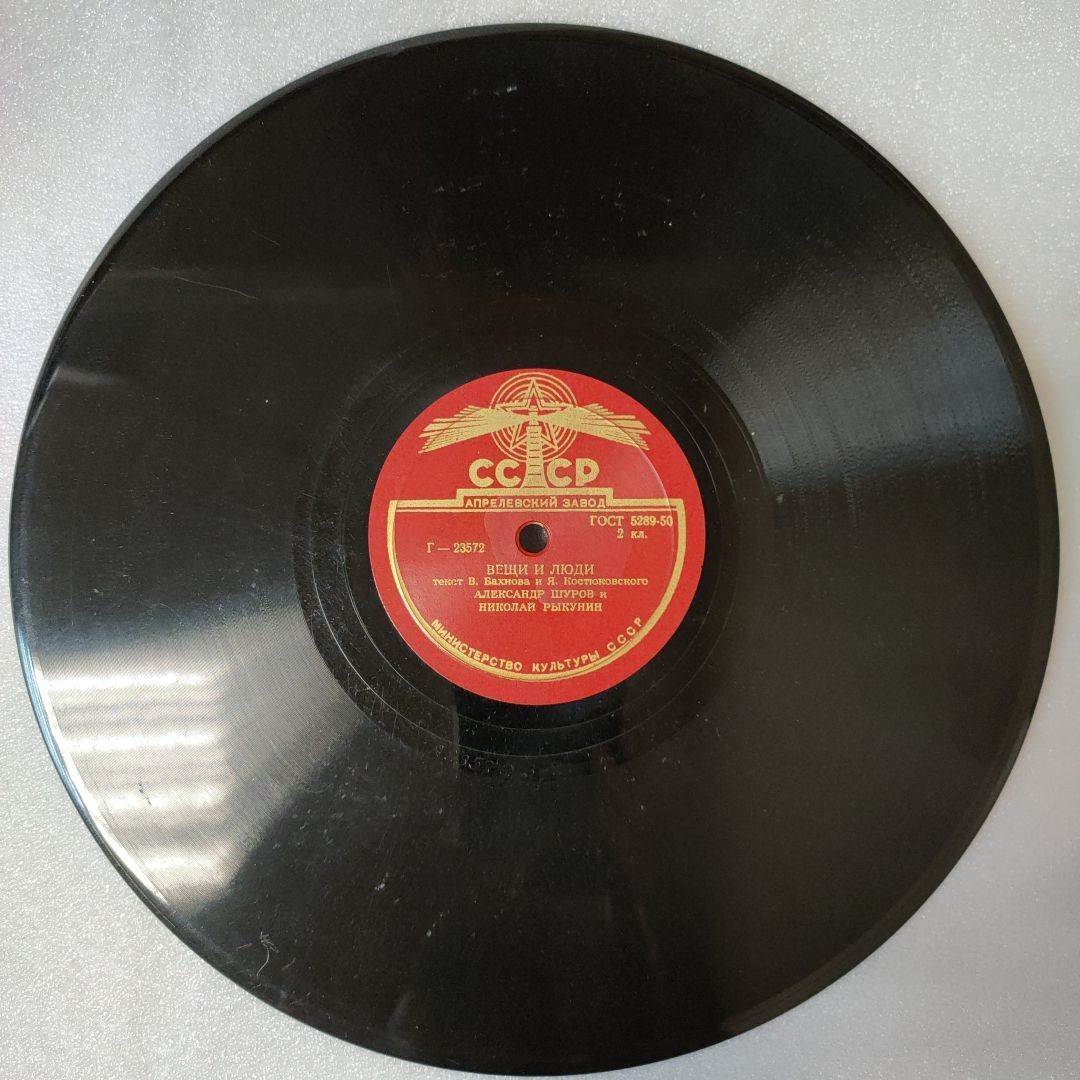 СССР
АПРЕЛЕВСКИЙ ЗАВОД
ГОСТ 5289-50
2 кл.
Г — 23572
ВЕЩИ И ЛЮДИ
текст В. Бахнова и Я. Костюковского
АЛЕКСАНДР ШУРОВ и
НИКОЛАЙ РЫКУНИН
МИНИСТЕРСТВО КУЛЬТУРЫ СССР